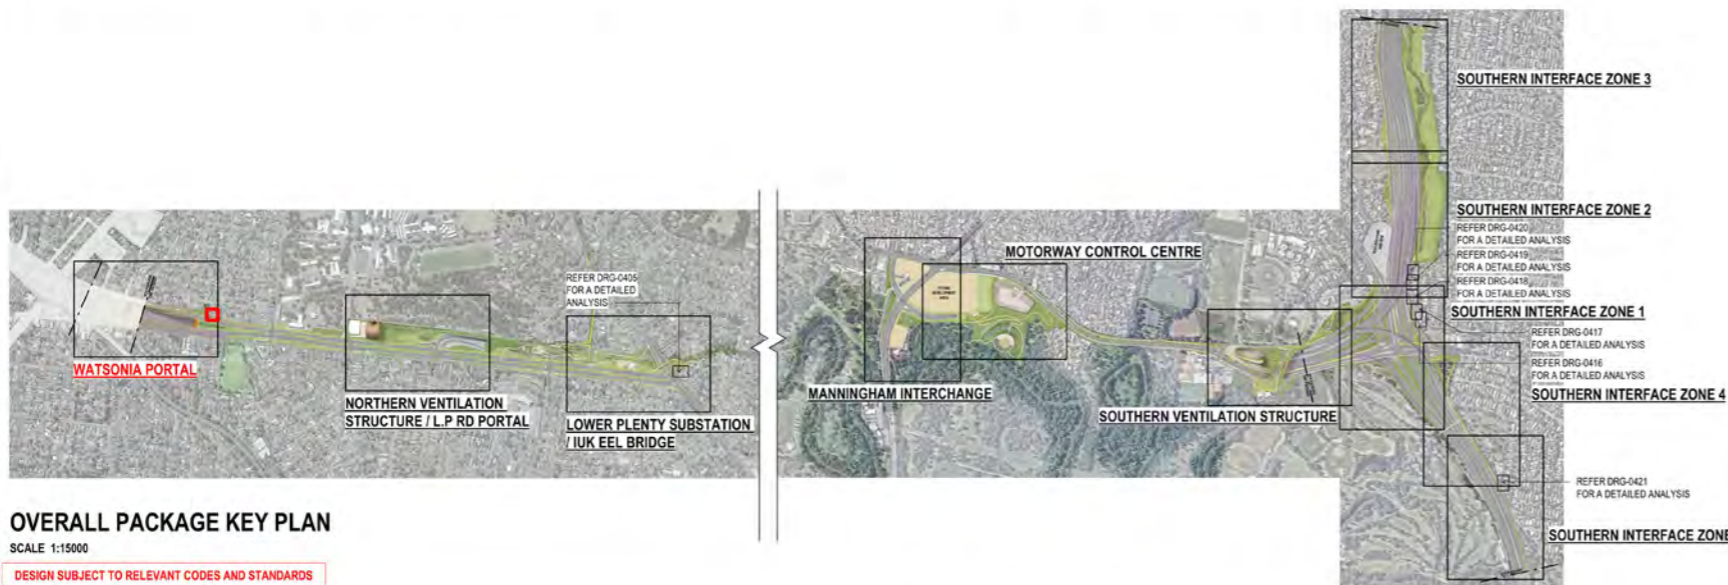 SOUTHERN INTERFACE ZONE 3
SOUTHERN INTERFACE ZONE 2
REFER DRG-0420
FOR A DETAILED ANALYSIS
REFER DRG-0419
FOR A DETAILED ANALYSIS
REFER DRG-0418
FOR A DETAILED ANALYSIS
SOUTHERN INTERFACE ZONE 1
REFER DRG-0417
FOR A DETAILED ANALYSIS
REFER DRG-0416
FOR A DETAILED ANALYSIS
SOUTHERN INTERFACE ZONE 4
REFER DRG-0421
FOR A DETAILED ANALYSIS
SOUTHERN INTERFACE ZONE
MOTORWAY CONTROL CENTRE
FUTURE
DEVELOPMENT
AREA
MANNINGHAM INTERCHANGE
SOUTHERN VENTILATION STRUCTURE
REFER DRG-0405
FOR A DETAILED
ANALYSIS
WATSONIA PORTAL
NORTHERN VENTILATION
STRUCTURE / L.P RD PORTAL
LOWER PLENTY SUBSTATION
/ IUK EEL BRIDGE
OVERALL PACKAGE KEY PLAN
SCALE 1:15000
DESIGN SUBJECT TO RELEVANT CODES AND STANDARDS